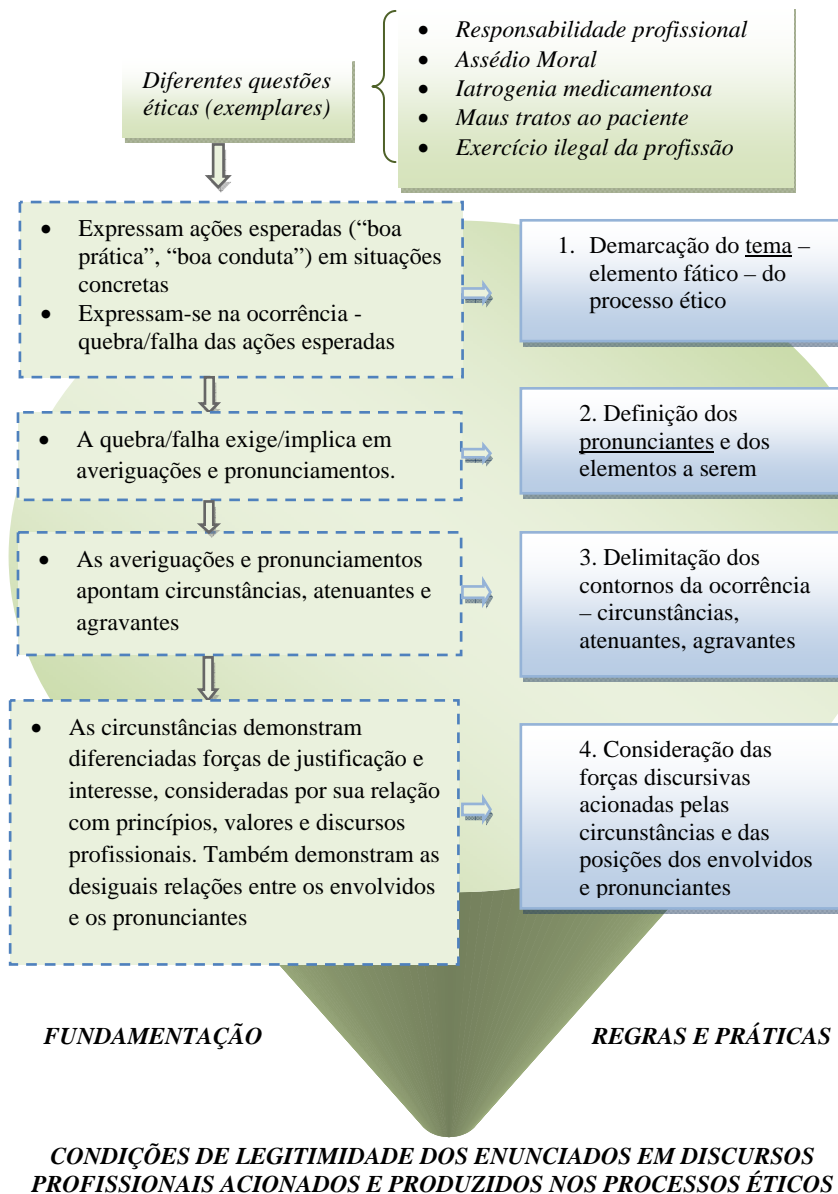 Diferentes questões
éticas (exemplares)
• Responsabilidade profissional
• Assédio Moral
• Iatrogenia medicamentosa
• Maus tratos ao paciente
• Exercício ilegal da profissão
• Expressam ações esperadas (“boa
prática”, “boa conduta”) em situações
concretas
• Expressam-se na ocorrência -
quebra/falha das ações esperadas
1. Demarcação do tema –
elemento fático – do
processo ético
• A quebra/falha exige/implica em
averiguações e pronunciamentos.
2. Definição dos
pronunciantes e dos
elementos a serem
• As averiguações e pronunciamentos
apontam circunstâncias, atenuantes e
agravantes
3. Delimitação dos
contornos da ocorrência
– circunstâncias,
atenuantes, agravantes
• As circunstâncias demonstram
diferenciadas forças de justificação e
interesse, consideradas por sua relação
com princípios, valores e discursos
profissionais. Também demonstram as
desiguais relações entre os envolvidos
e os pronunciantes
4. Consideração das
forças discursivas
acionadas pelas
circunstâncias e das
posições dos envolvidos
e pronunciantes
FUNDAMENTAÇÃO
REGRAS E PRÁTICAS
CONDIÇÕES DE LEGITIMIDADE DOS ENUNCIADOS EM DISCURSOS
PROFISSIONAIS ACIONADOS E PRODUZIDOS NOS PROCESSOS ÉTICOS